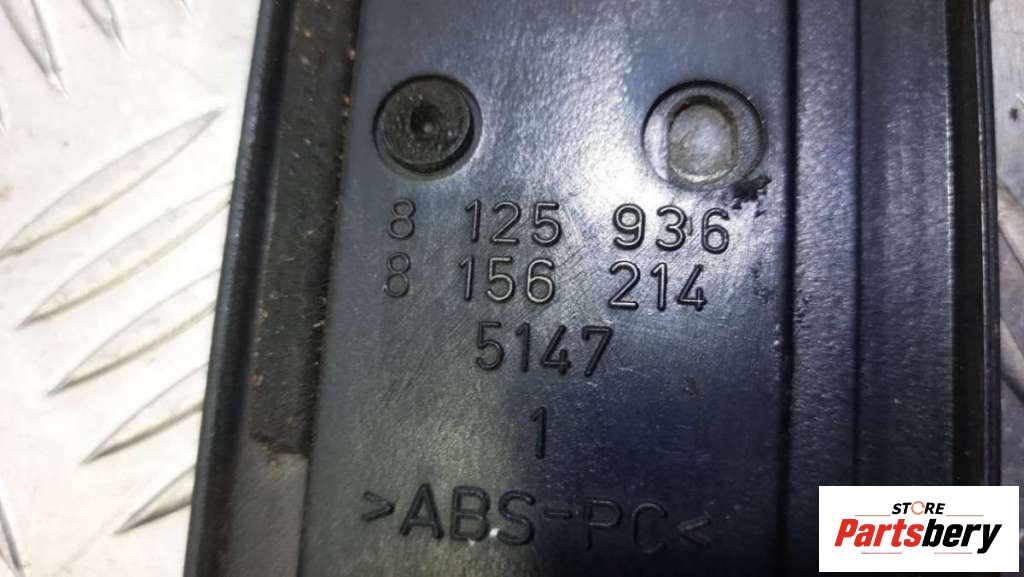 8 125 936
8 156 214
5147
1
>ABS-PC<
STORE
Partsbery